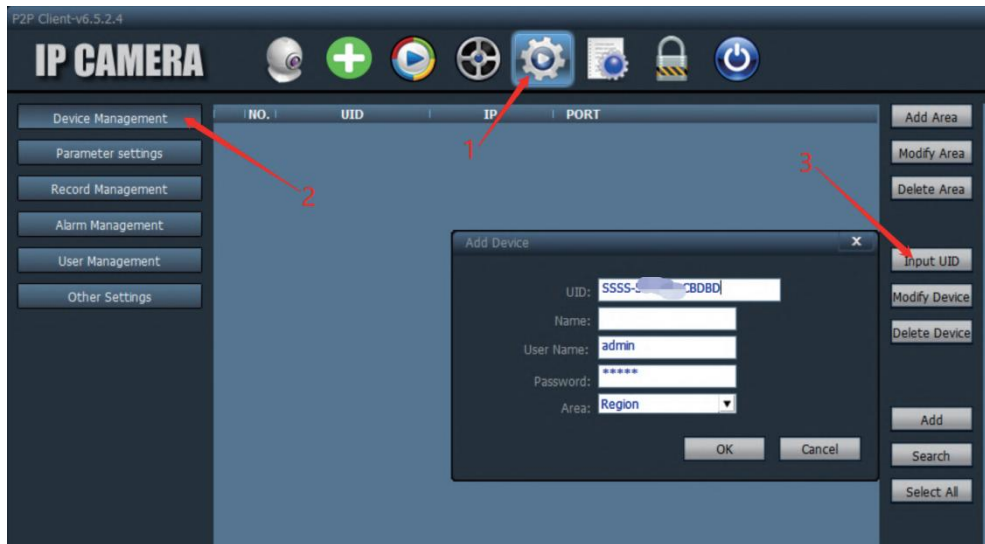 P2P Client-v6.5.2.4
IP CAMERA
1
2
3
Device Management
Parameter settings
Record Management
Alarm Management
User Management
Other Settings
NO. UID IP PORT
Add Area
Modify Area
Delete Area
Input UID
Modify Device
Delete Device
Add
Search
Select All
Add Device x
UID: SSSS- CBDBD
Name:
User Name: admin
Password: *****
Area: Region
OK Cancel